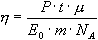 η = P · t · μ / E₀ · m · N_A